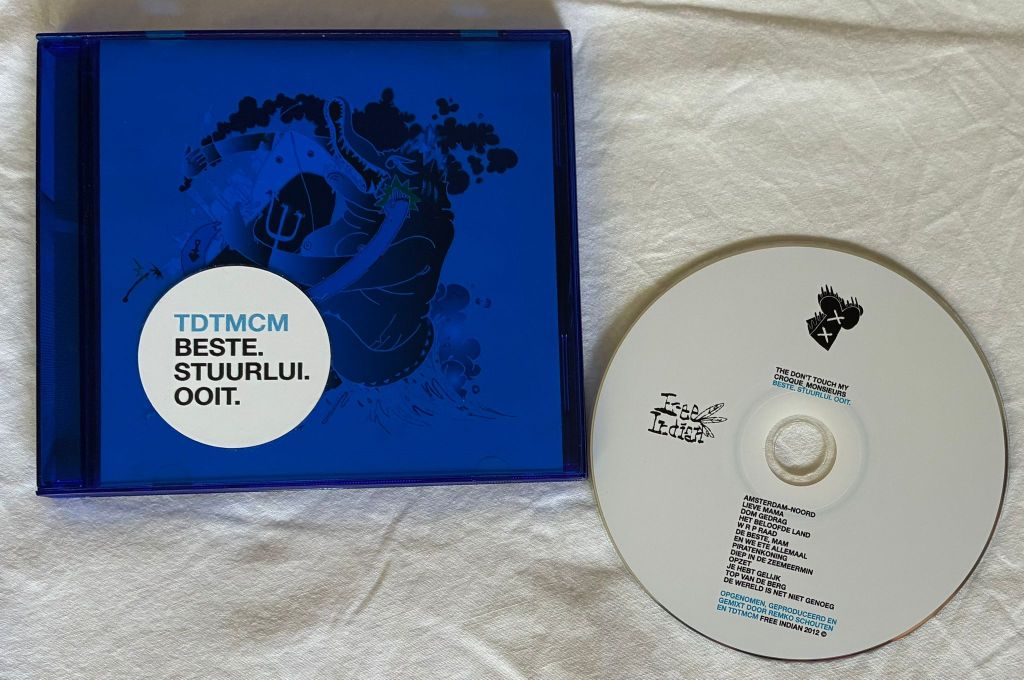 TDTMCM
BESTE.
STUURLUI.
OOIT.
THE DON'T TOUCH MY
CROQUE_MONSIEURS
BESTE. STUURLUI. OOIT.
Free
Indian
AMSTERDAM-NOORD
LIEVE MAMA
DOM GEDRAG
HET BELOOFDE LAND
W R P RAAD
DE BESTE, MAM
EN WE ETE ALLEMAAL
PIRATENKONING
DIEP IN DE ZEEMEERMIN
OPZET
JE HEBT GELIJK
TOP VAN DE BERG
DE WERELD IS NET NIET GENOEG
OPGENOMEN, GEPRODUCEERD EN
GEMIXT DOOR REMKO SCHOUTEN
EN TDTMCM FREE INDIAN 2012 ©